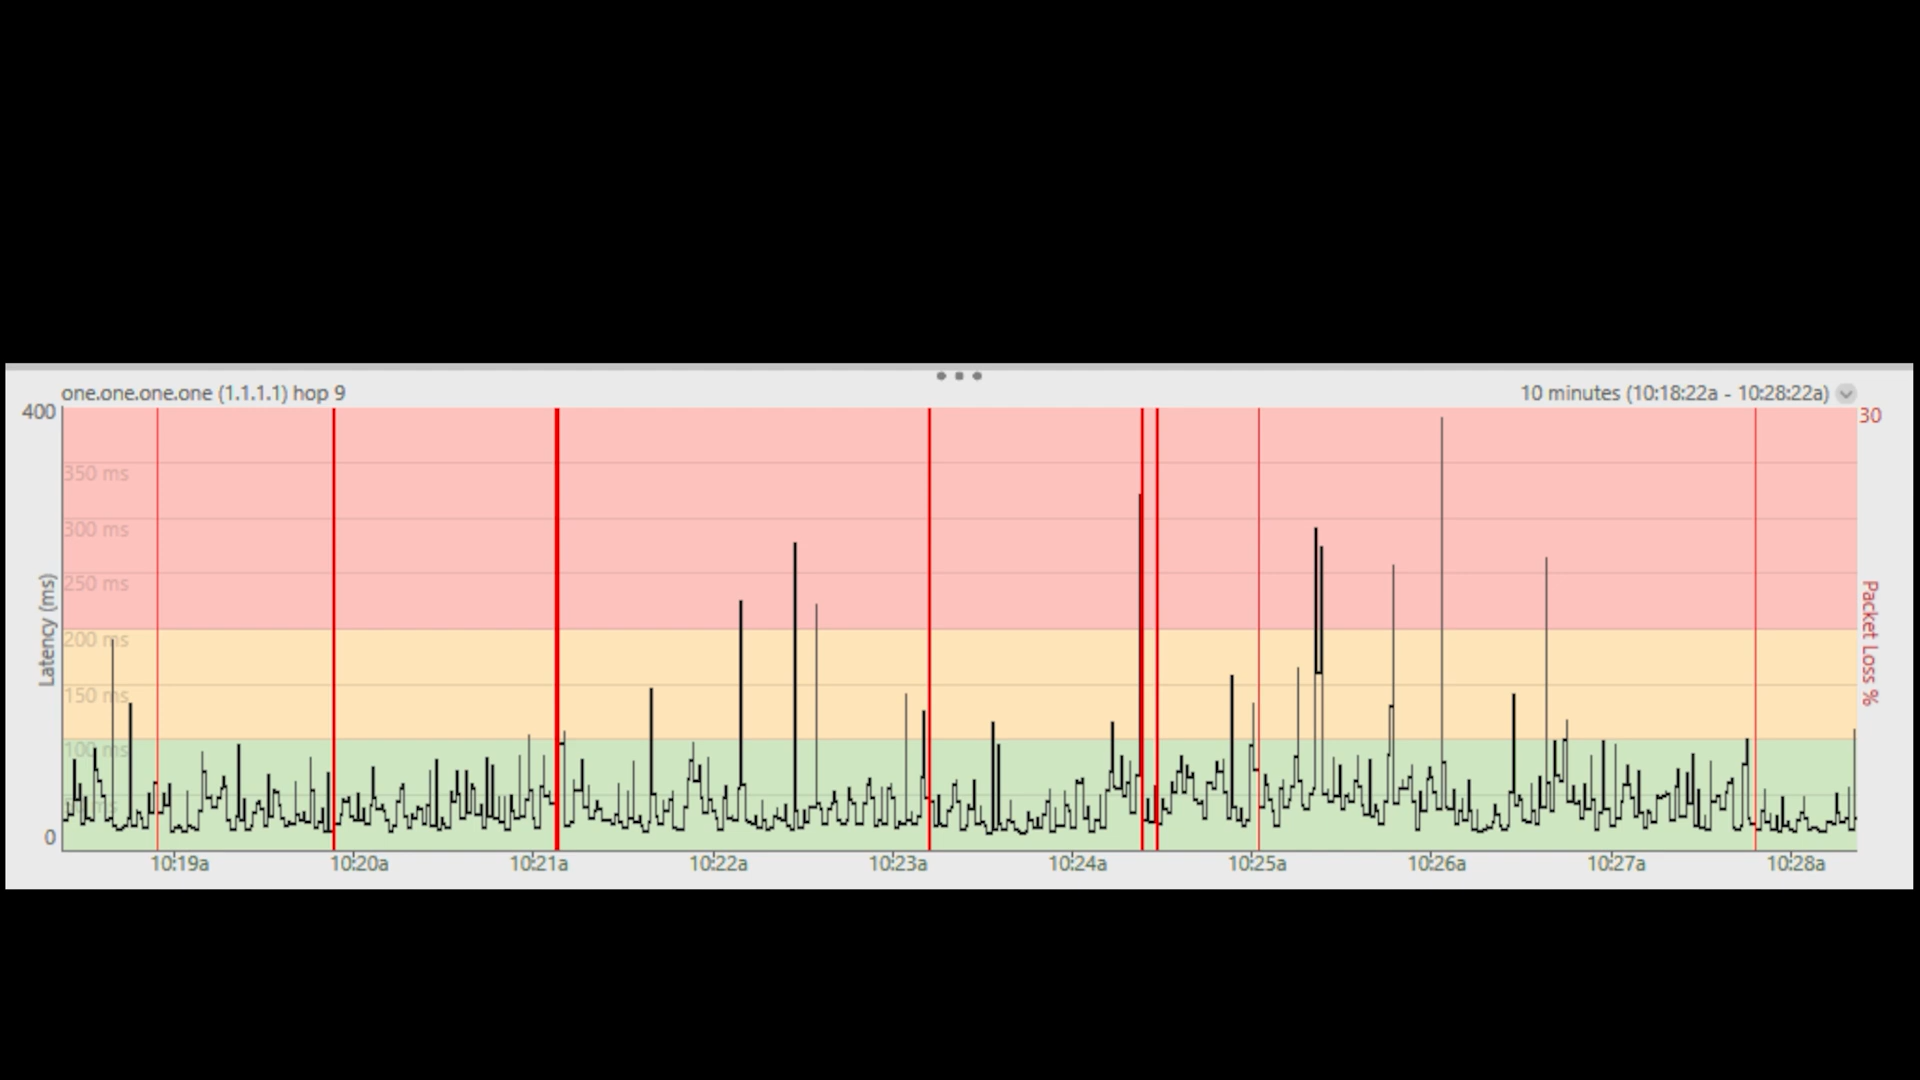 one.one.one.one (1.1.1.1) hop 9
10 minutes (10:18:22a - 10:28:22a)
400
30
350 ms
300 ms
250 ms
200 ms
150 ms
100 ms
0
Latency (ms)
Packet Loss %
10:19a
10:20a
10:21a
10:22a
10:23a
10:24a
10:25a
10:26a
10:27a
10:28a